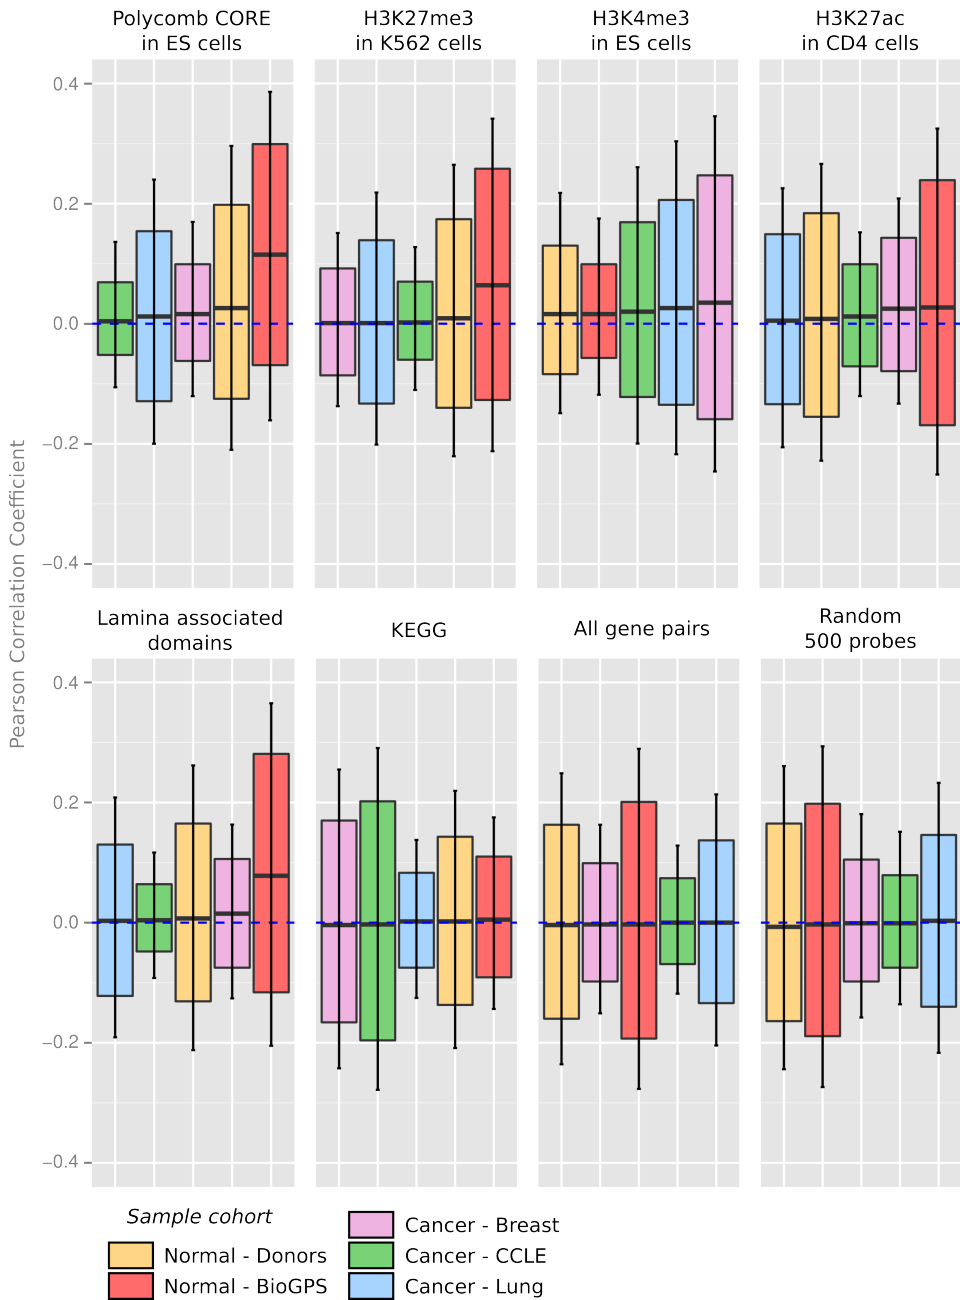 Polycomb CORE
in ES cells
H3K27me3
in K562 cells
H3K4me3
in ES cells
H3K27ac
in CD4 cells
0.4
0.2
0.0
−0.2
−0.4
Pearson Correlation Coefficient
Lamina associated
domains
KEGG
All gene pairs
Random
500 probes
0.4
0.2
0.0
−0.2
−0.4
Sample cohort
Normal - Donors
Normal - BioGPS
Cancer - Breast
Cancer - CCLE
Cancer - Lung